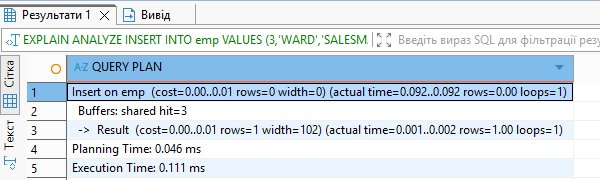 Результати 1
Вивід
EXPLAIN ANALYZE INSERT INTO emp VALUES (3,'WARD','SALESM
Введіть вираз SQL для фільтрації резу
Сітка
Текст
A-Z QUERY PLAN
1 Insert on emp (cost=0.00..0.01 rows=0 width=0) (actual time=0.092..0.092 rows=0.00 loops=1)
2 Buffers: shared hit=3
3 -> Result (cost=0.00..0.01 rows=1 width=102) (actual time=0.001..0.002 rows=1.00 loops=1)
4 Planning Time: 0.046 ms
5 Execution Time: 0.111 ms